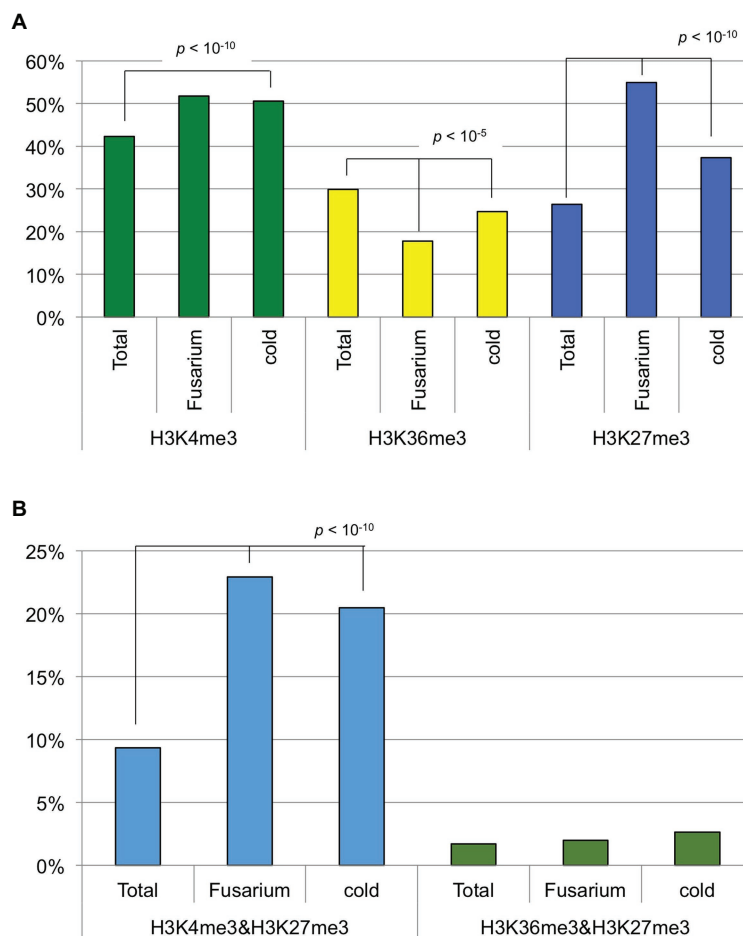 A
p < 10-10
p < 10-10
p < 10-5
60%
50%
40%
30%
20%
10%
0%
Total
Fusarium
cold
Total
Fusarium
cold
Total
Fusarium
cold
H3K4me3
H3K36me3
H3K27me3
B
p < 10-10
25%
20%
15%
10%
5%
0%
Total Fusarium cold Total Fusarium cold
H3K4me3&H3K27me3 H3K36me3&H3K27me3